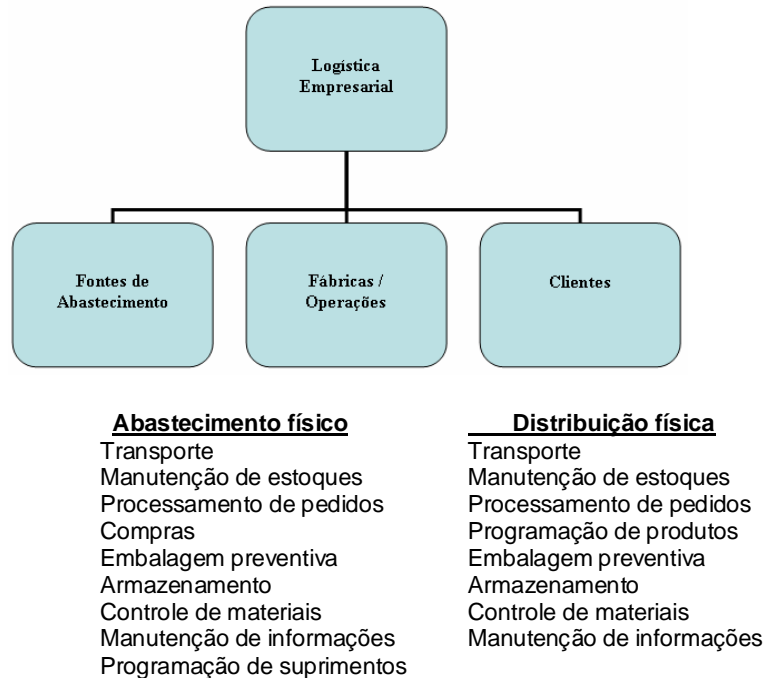 Logística
Empresarial
Fontes de
Abastecimento
Fábricas /
Operações
Clientes
Abastecimento físico
Transporte
Manutenção de estoques
Processamento de pedidos
Compras
Embalagem preventiva
Armazenamento
Controle de materiais
Manutenção de informações
Programação de suprimentos
Distribuição física
Transporte
Manutenção de estoques
Processamento de pedidos
Programação de produtos
Embalagem preventiva
Armazenamento
Controle de materiais
Manutenção de informações